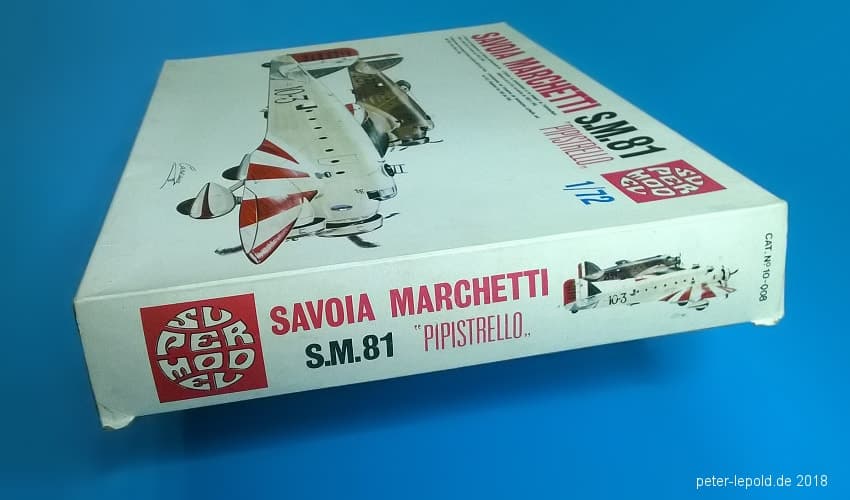 SAVOIA MARCHETTI S.M.81
"PIPISTRELLO"
1/72
SUPER
MODEL
10-3
SUPER
MODEL
SAVOIA MARCHETTI
S.M.81 "PIPISTRELLO„
10-3
CAT. Nº 10-008
peter-lepold.de 2018